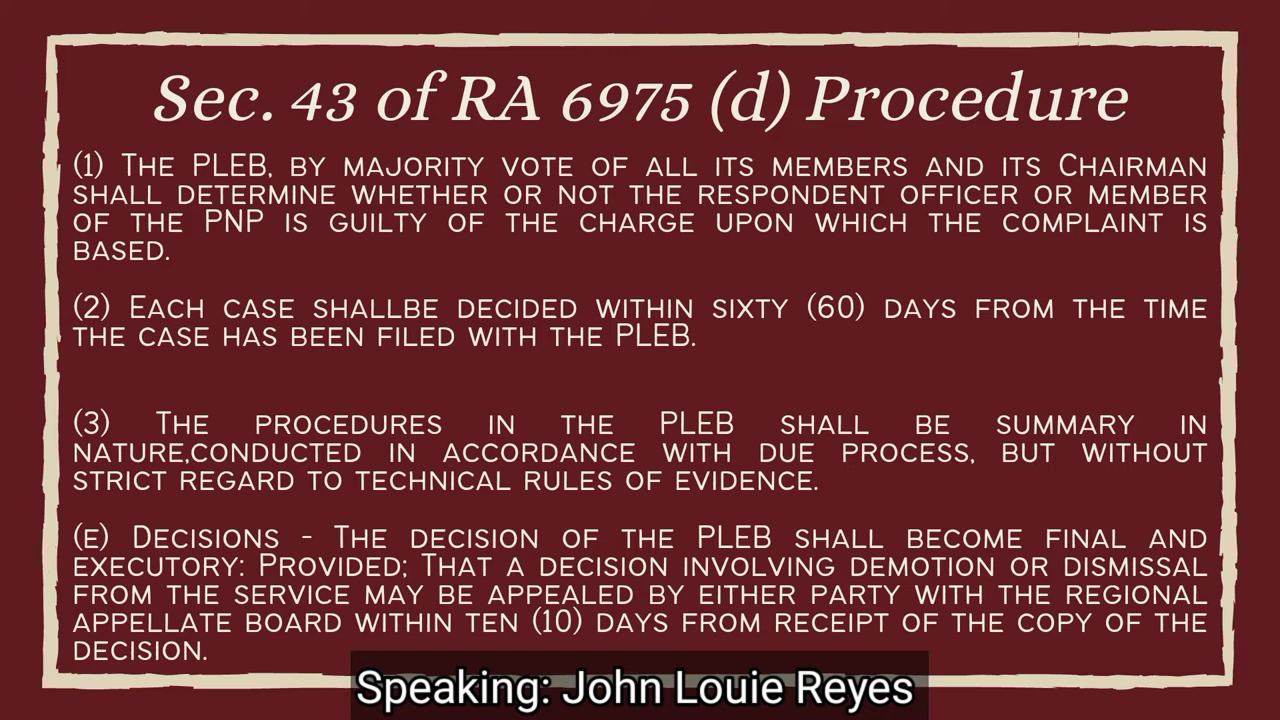 Sec. 43 of RA 6975 (d) Procedure
(1) The PLEB, by majority vote of all its members and its Chairman
shall determine whether or not the respondent officer or member
of the PNP is guilty of the charge upon which the complaint is
based.
(2) Each case shallbe decided within sixty (60) days from the time
the case has been filed with the PLEB.
(3) The procedures in the PLEB shall be summary in
nature,conducted in accordance with due process, but without
strict regard to technical rules of evidence.
(e) Decisions - The decision of the PLEB shall become final and
executory: Provided; That a decision involving demotion or dismissal
from the service may be appealed by either party with the regional
appellate board within ten (10) days from receipt of the copy of the
decision.
Speaking: John Louie Reyes